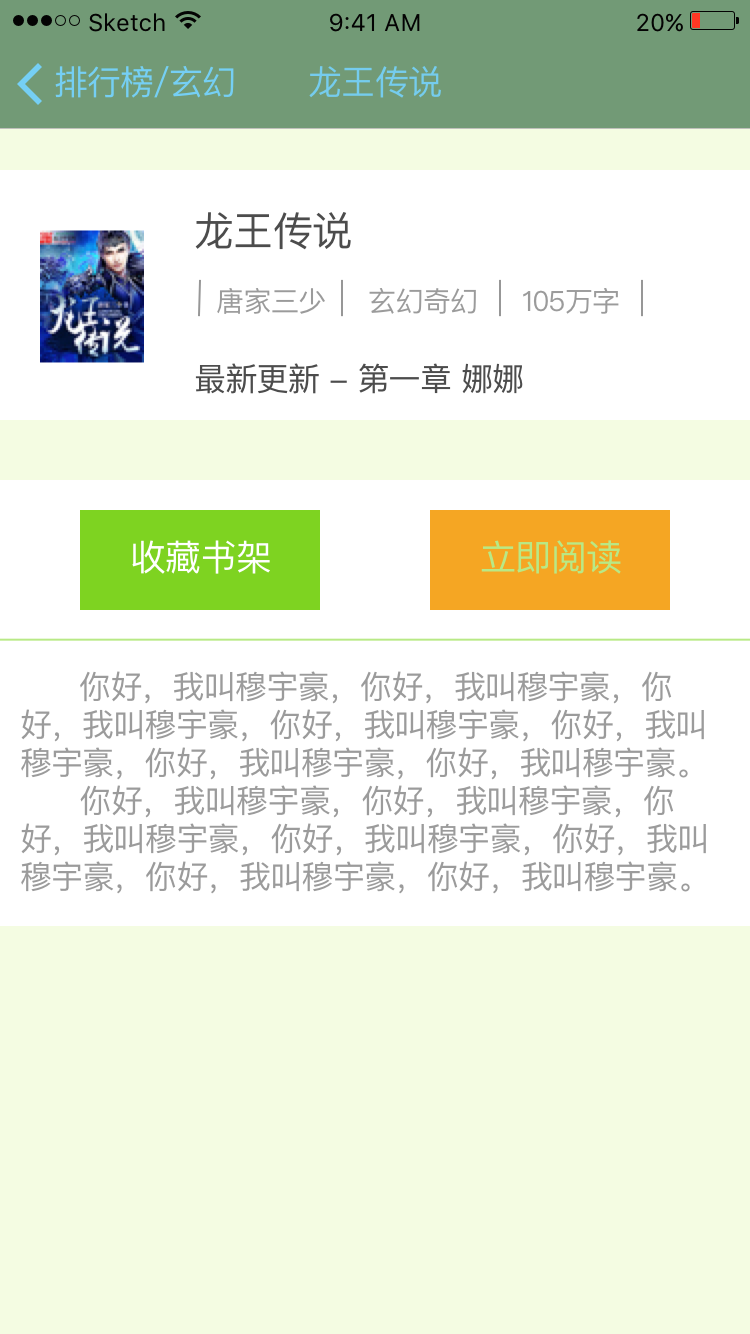 Sketch 9:41 AM 20%
排行榜/玄幻 龙王传说
龙王传说
| 唐家三少 | 玄幻奇幻 | 105万字 |
龙王
传说
最新更新 – 第一章 娜娜
收藏书架 立即阅读
你好，我叫穆宇豪，你好，我叫穆宇豪，你
好，我叫穆宇豪，你好，我叫穆宇豪，你好，我叫
穆宇豪，你好，我叫穆宇豪，你好，我叫穆宇豪。
你好，我叫穆宇豪，你好，我叫穆宇豪，你
好，我叫穆宇豪，你好，我叫穆宇豪，你好，我叫
穆宇豪，你好，我叫穆宇豪，你好，我叫穆宇豪。